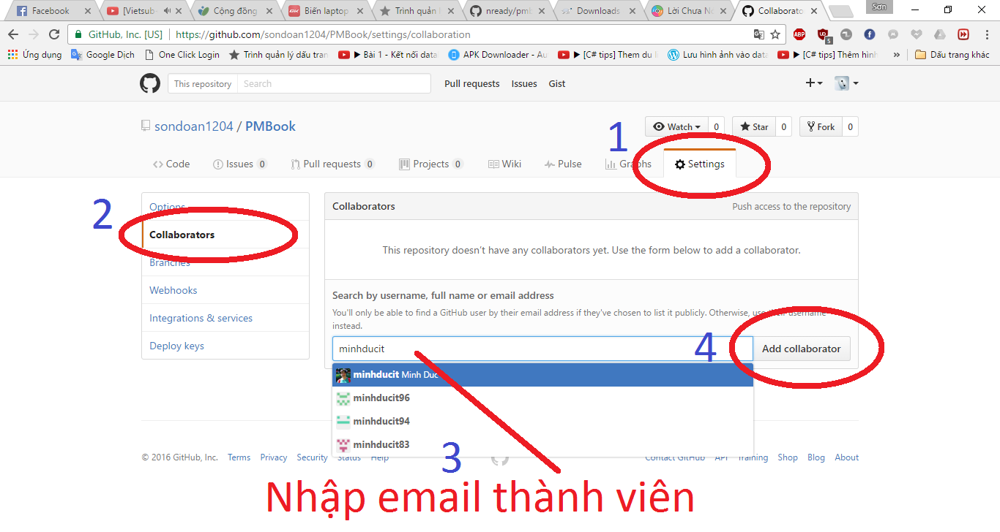 Facebook
[Vietsub
Cộng đồng
Biến laptop
Trình quản
nready/pmb
Downloads
Lời Chưa N
Collaborato
Sơn
GitHub, Inc. [US]
https://github.com/sondoan1204/PMBook/settings/collaboration
ABP
5
Ứng dụng
Google Dịch
One Click Login
Trình quản lý dấu tran
▶ Bài 1 - Kết nối data
APK Downloader - Au
▶ [C# tips] Them du li
Lưu hình ảnh vào data
▶ [C# tips] Thêm hình
»
Dấu trang khác
This repository
Search
Pull requests
Issues
Gist
sondoan1204 / PMBook
1
Watch
0
Star
0
Fork
0
Code
Issues 0
Pull requests 0
Projects 0
Wiki
Pulse
Graphs
Settings
2
Options
Collaborators
Branches
Webhooks
Integrations & services
Deploy keys
Collaborators
Push access to the repository
This repository doesn't have any collaborators yet. Use the form below to add a collaborator.
Search by username, full name or email address
You'll only be able to find a GitHub user by their email address if they've chosen to list it publicly. Otherwise, use their username
instead.
minhducit
4
Add collaborator
minhducit Minh Duc
minhducit96
minhducit94
minhducit83
3
© 2016 GitHub, Inc.
Terms
Privacy
Security
Status
Help
Contact GitHub
API
Training
Shop
Blog
About
Nhập email thành viên